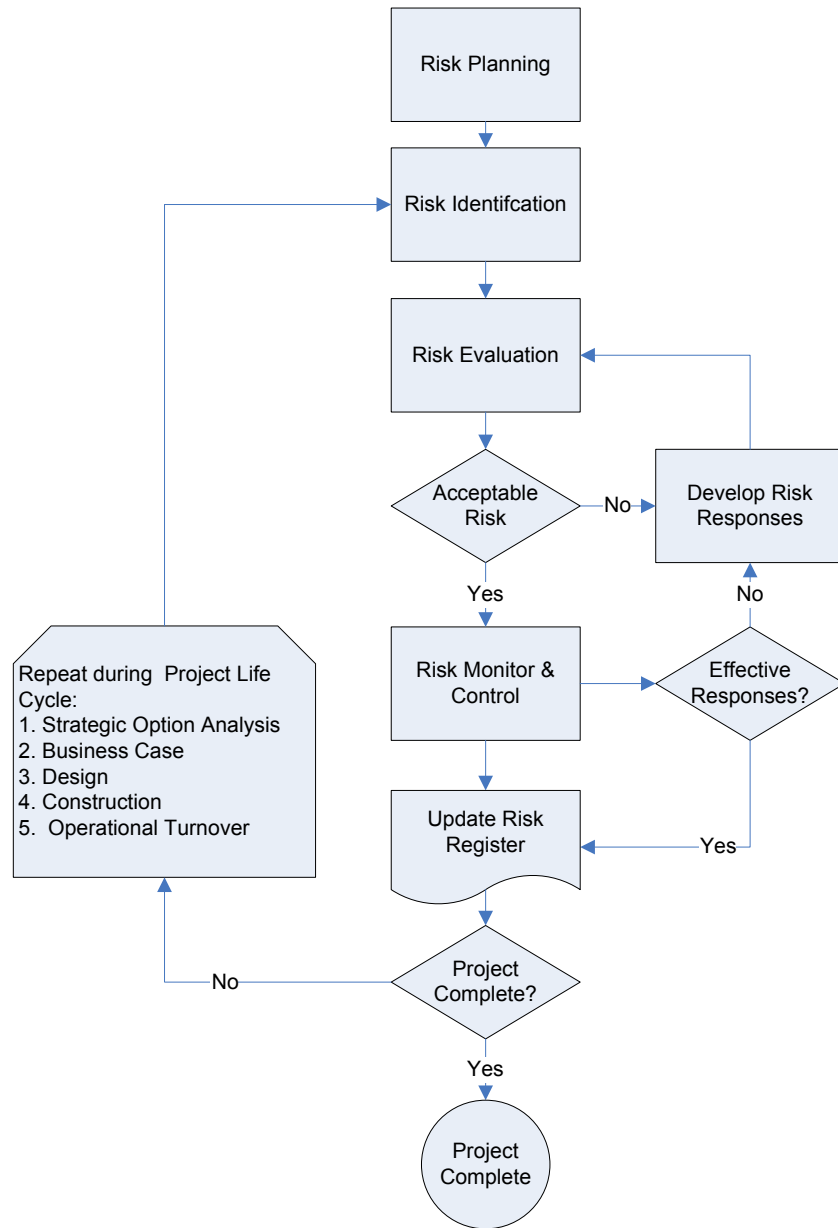 Risk Planning
Risk Identifcation
Risk Evaluation
Acceptable
Risk
No
Develop Risk
Responses
Yes
No
Repeat during  Project Life
Cycle:
1. Strategic Option Analysis
2. Business Case
3. Design
4. Construction
5.  Operational Turnover
Risk Monitor &
Control
Effective
Responses?
Update Risk
Register
Yes
Project
Complete?
No
Yes
Project
Complete